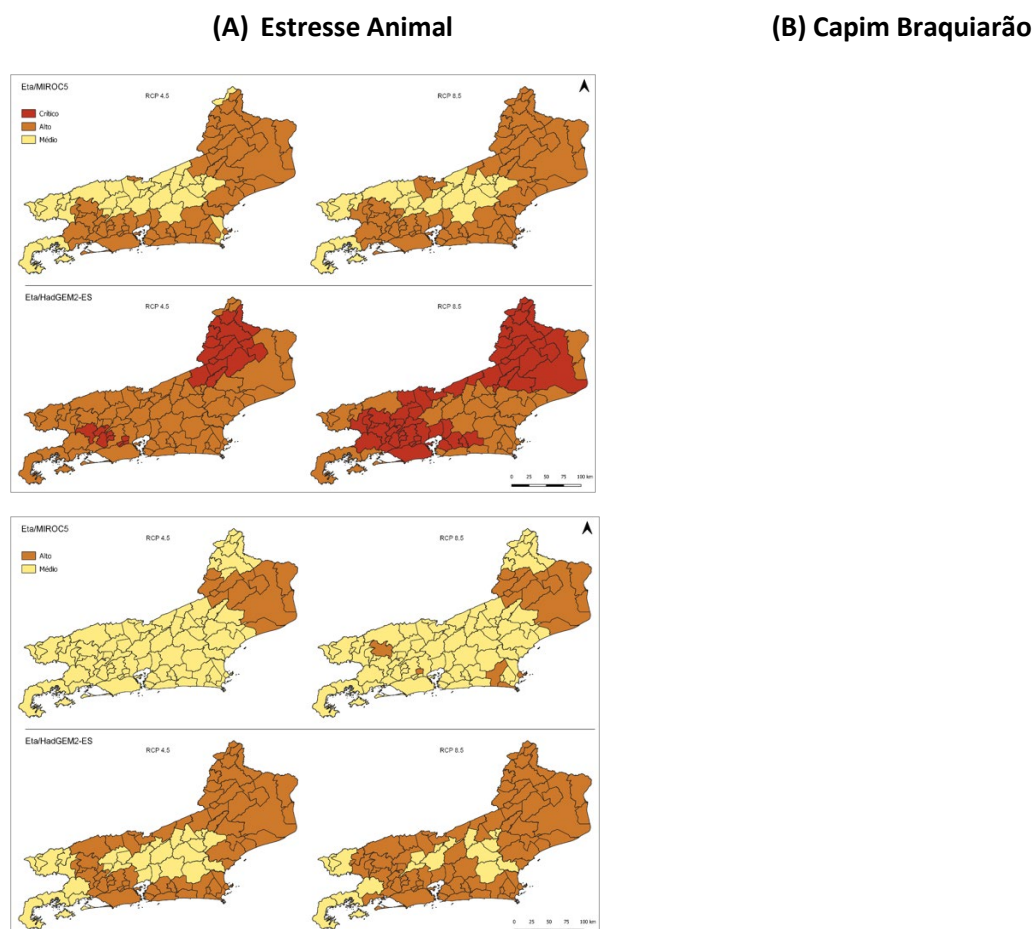 (A) Estresse Animal (B) Capim Braquiarão
Eta/MIROC5
RCP 4.5 RCP 8.5
Crítico
Alto
Médio
Eta/HadGEM2-ES
RCP 4.5 RCP 8.5
0 25 50 75 100 km
Eta/MIROC5
RCP 4.5 RCP 8.5
Alto
Médio
Eta/HadGEM2-ES
RCP 4.5 RCP 8.5
0 25 50 75 100 km